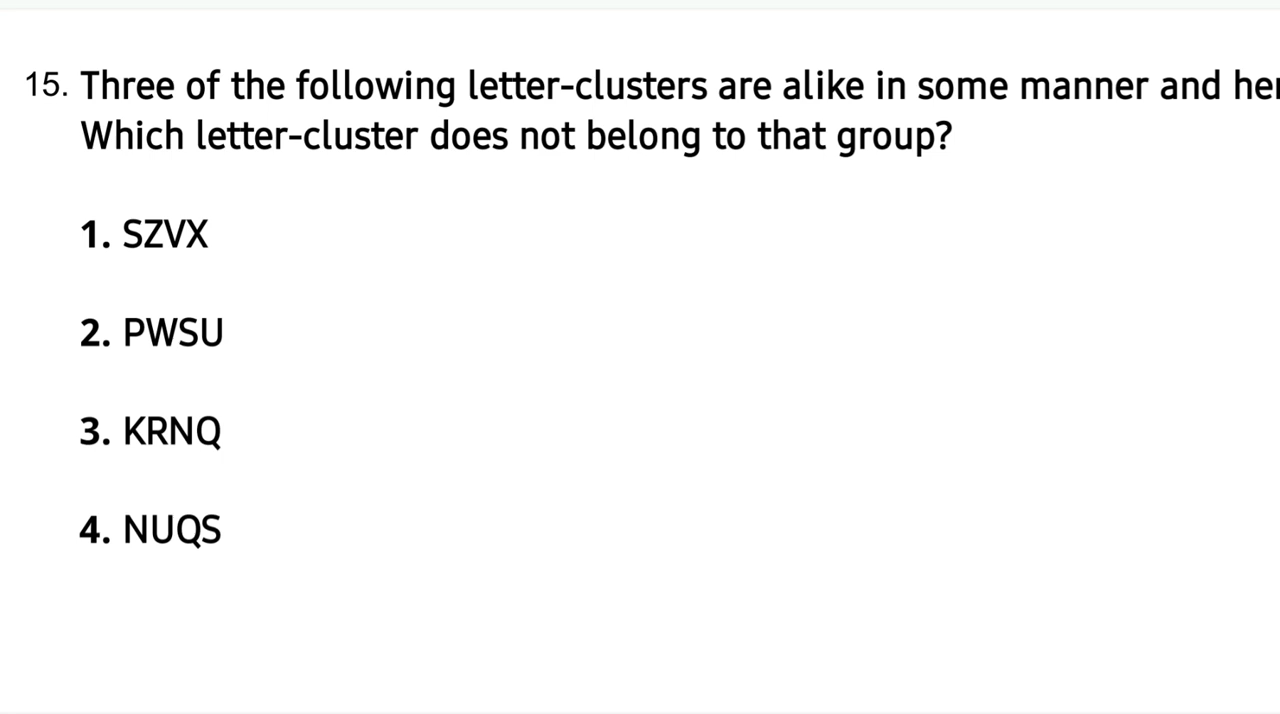 15. Three of the following letter-clusters are alike in some manner and
Which letter-cluster does not belong to that group?
1. SZVX
2. PWSU
3. KRNQ
4. NUQS